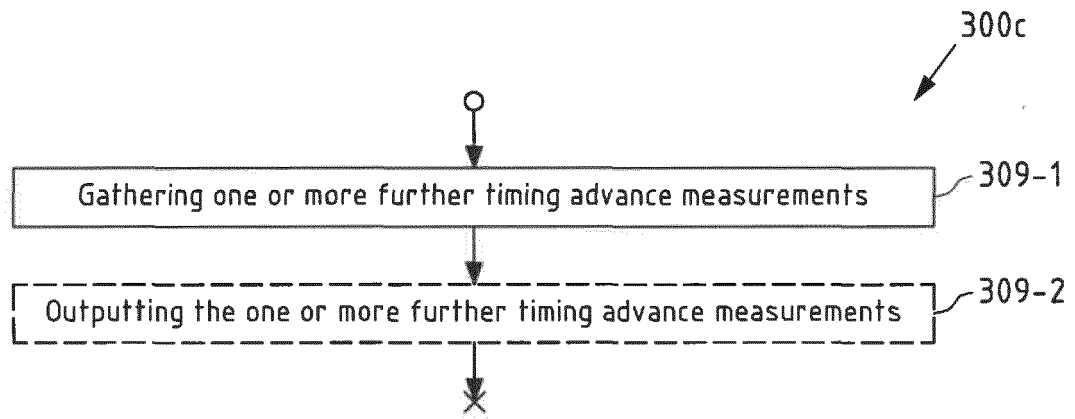 300c
Gathering one or more further timing advance measurements
309-1
Outputting the one or more further timing advance measurements
309-2